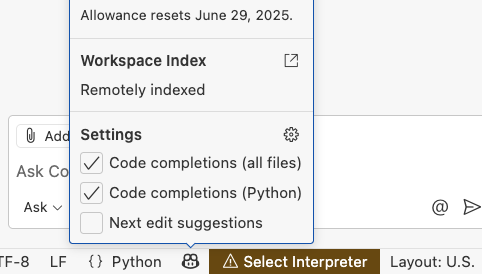 Allowance resets June 29, 2025.
Workspace Index
Remotely indexed
Settings
Code completions (all files)
Code completions (Python)
Next edit suggestions
Add
Ask Co
Ask
@
TF-8 LF {} Python Select Interpreter Layout: U.S.